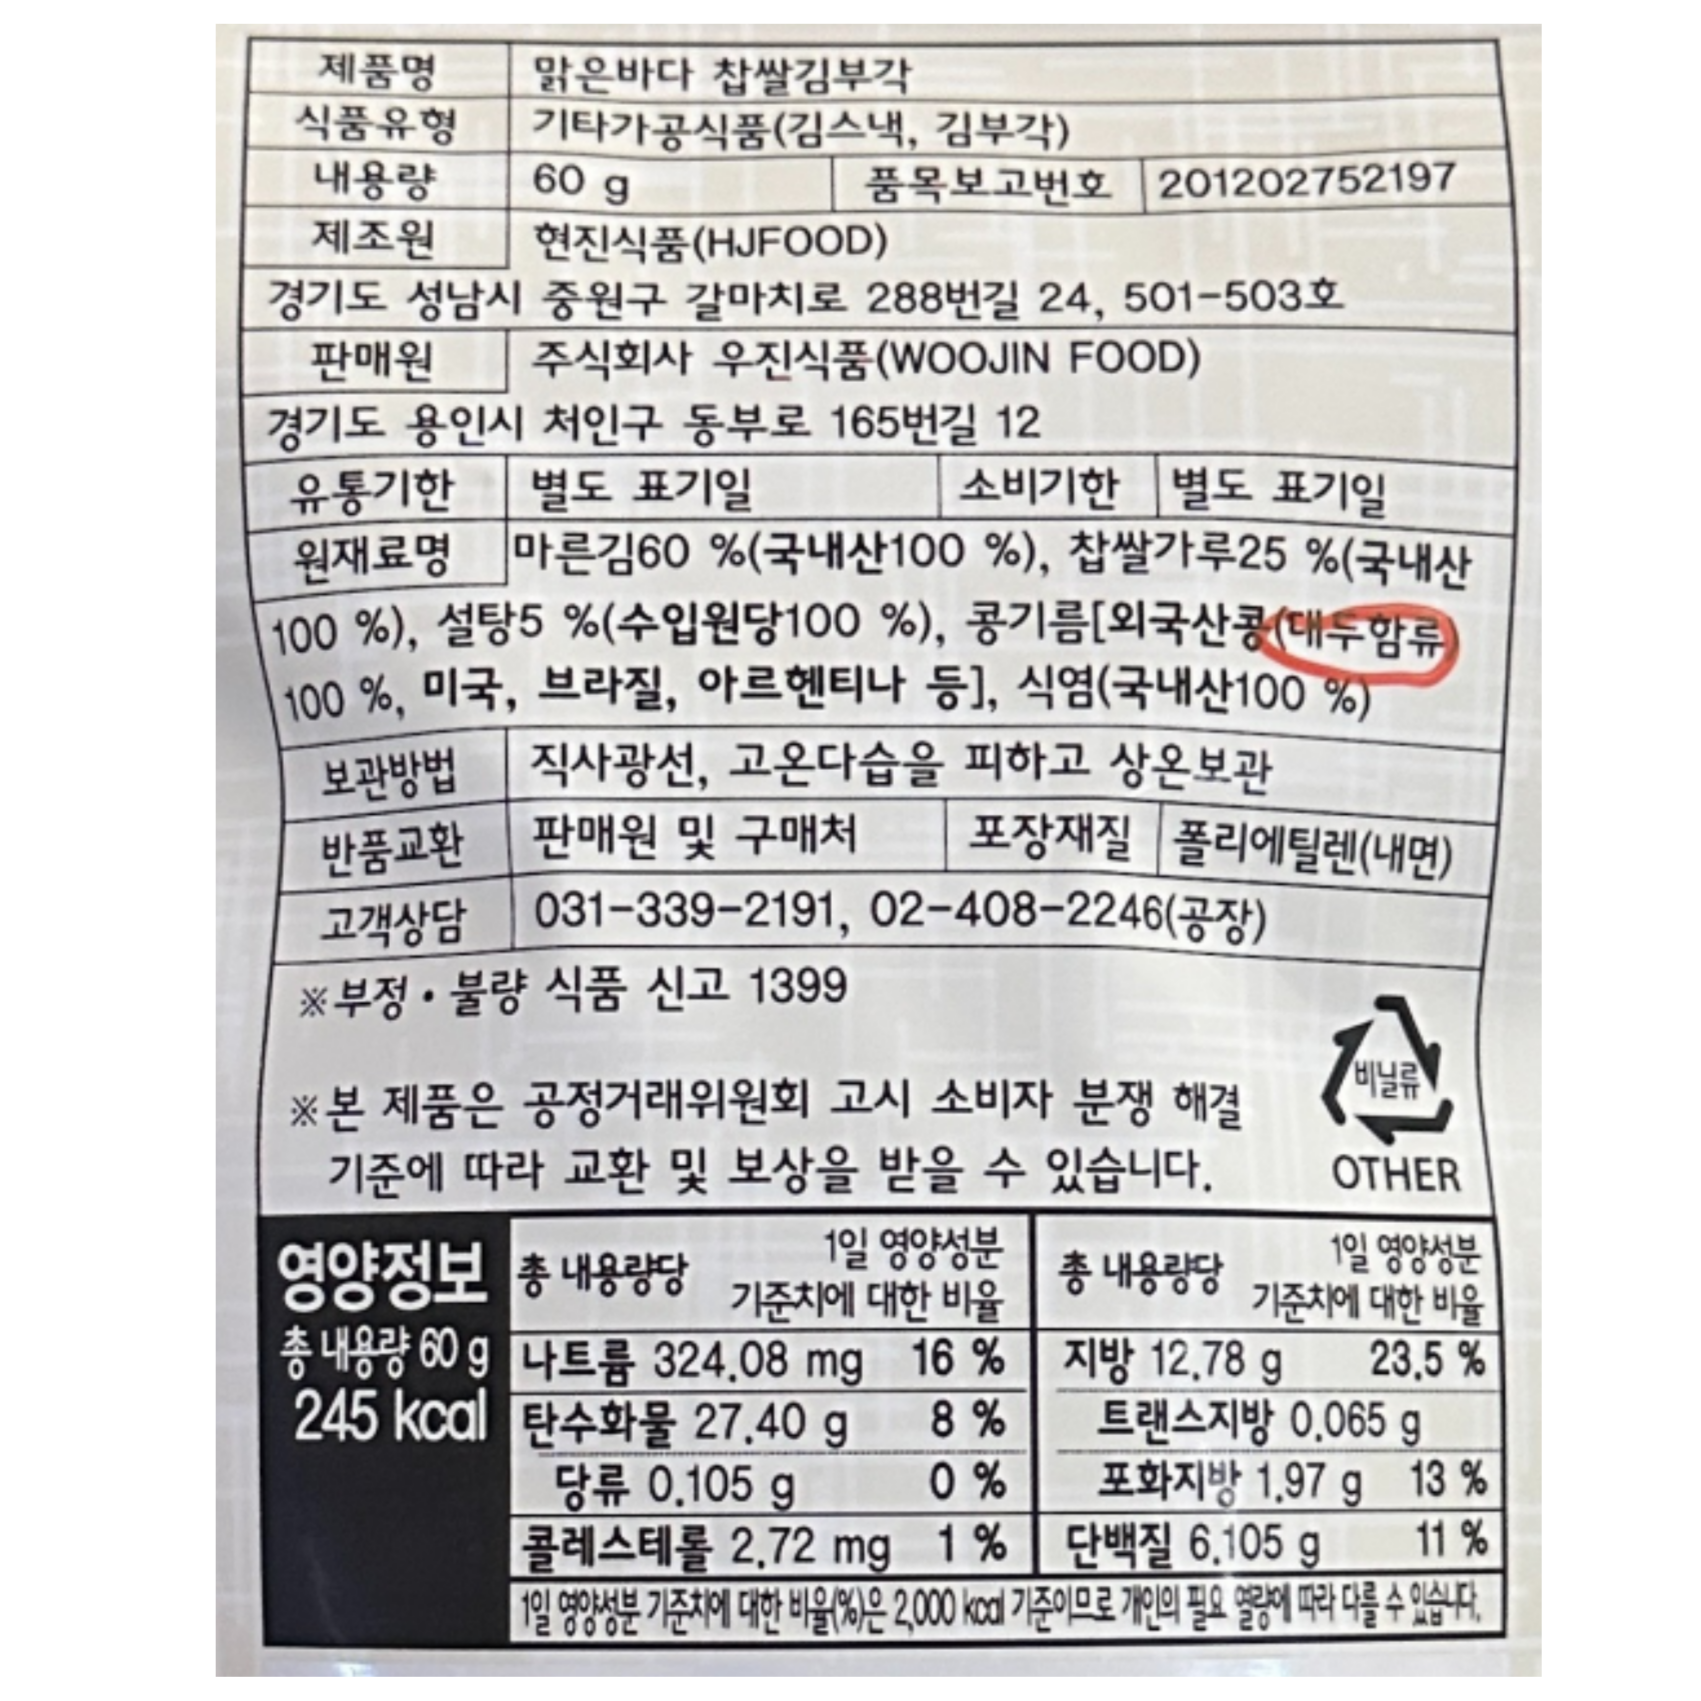 제품명 맑은바다 찹쌀김부각
식품유형 기타가공식품(김스낵, 김부각)
내용량 60 g 품목보고번호 201202752197
제조원 현진식품(HJFOOD)
경기도 성남시 중원구 갈마치로 288번길 24, 501-503호
판매원 주식회사 우진식품(WOOJIN FOOD)
경기도 용인시 처인구 동부로 165번길 12
유통기한 별도 표기일 소비기한 별도 표기일
원재료명 마른김60 %(국내산100 %), 찹쌀가루25 %(국내산
100 %), 설탕5 %(수입원당100 %), 콩기름[외국산콩(대두함류)
100 %, 미국, 브라질, 아르헨티나 등], 식염(국내산100 %)
보관방법 직사광선, 고온다습을 피하고 상온보관
반품교환 판매원 및 구매처 포장재질 폴리에틸렌(내면)
고객상담 031-339-2191, 02-408-2246(공장)
※부정·불량 식품 신고 1399
비닐류
※본 제품은 공정거래위원회 고시 소비자 분쟁 해결
기준에 따라 교환 및 보상을 받을 수 있습니다.
OTHER
영양정보
총 내용량 60 g
245 kcal
총 내용량당 1일 영양성분
기준치에 대한 비율
총 내용량당 1일 영양성분
기준치에 대한 비율
나트륨 324.08 mg 16 % 지방 12.78 g 23.5 %
탄수화물 27.40 g 8 % 트랜스지방 0.065 g
당류 0.105 g 0 % 포화지방 1.97 g 13 %
콜레스테롤 2.72 mg 1 % 단백질 6.105 g 11 %
1일 영양성분 기준치에 대한 비율(%)은 2,000 kcal 기준이므로 개인의 필요 열량에 따라 다를 수 있습니다.